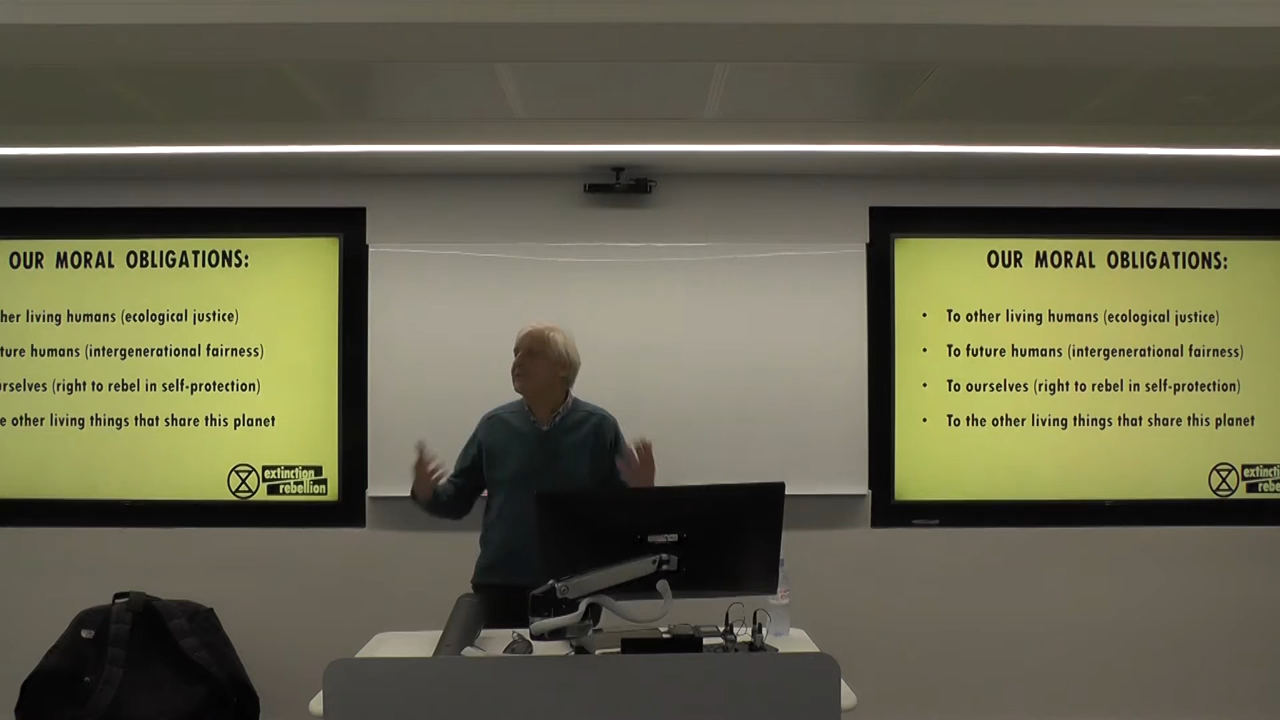 OUR MORAL OBLIGATIONS:
her living humans (ecological justice)
ture humans (intergenerational fairness)
urselves (right to rebel in self-protection)
e other living things that share this planet
extinction
rebellion
OUR MORAL OBLIGATIONS:
• To other living humans (ecological justice)
• To future humans (intergenerational fairness)
• To ourselves (right to rebel in self-protection)
• To the other living things that share this planet
extincti
rebe